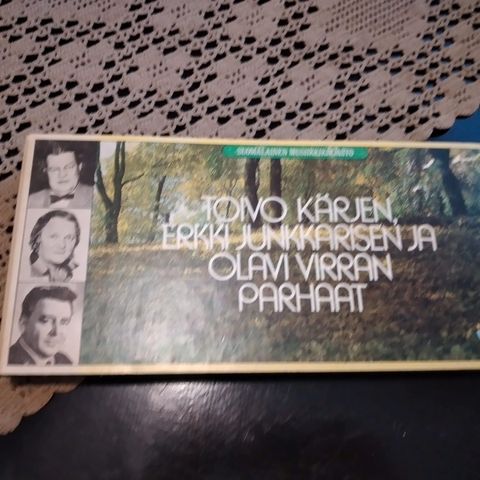 SUOMALAINEN MUSIIKKIKIRJASTO
TOIVO KÄRJEN,
ERKKI JUNKKARISEN JA
OLAVI VIRRAN
PARHAAT